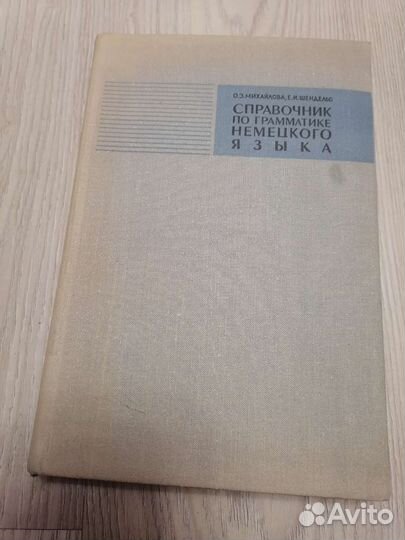 О.Э.МИХАЙЛОВА, Е.И.ШЕНДЕЛЬС
СПРАВОЧНИК
ПО ГРАММАТИКЕ
НЕМЕЦКОГО
ЯЗЫКА
Avito